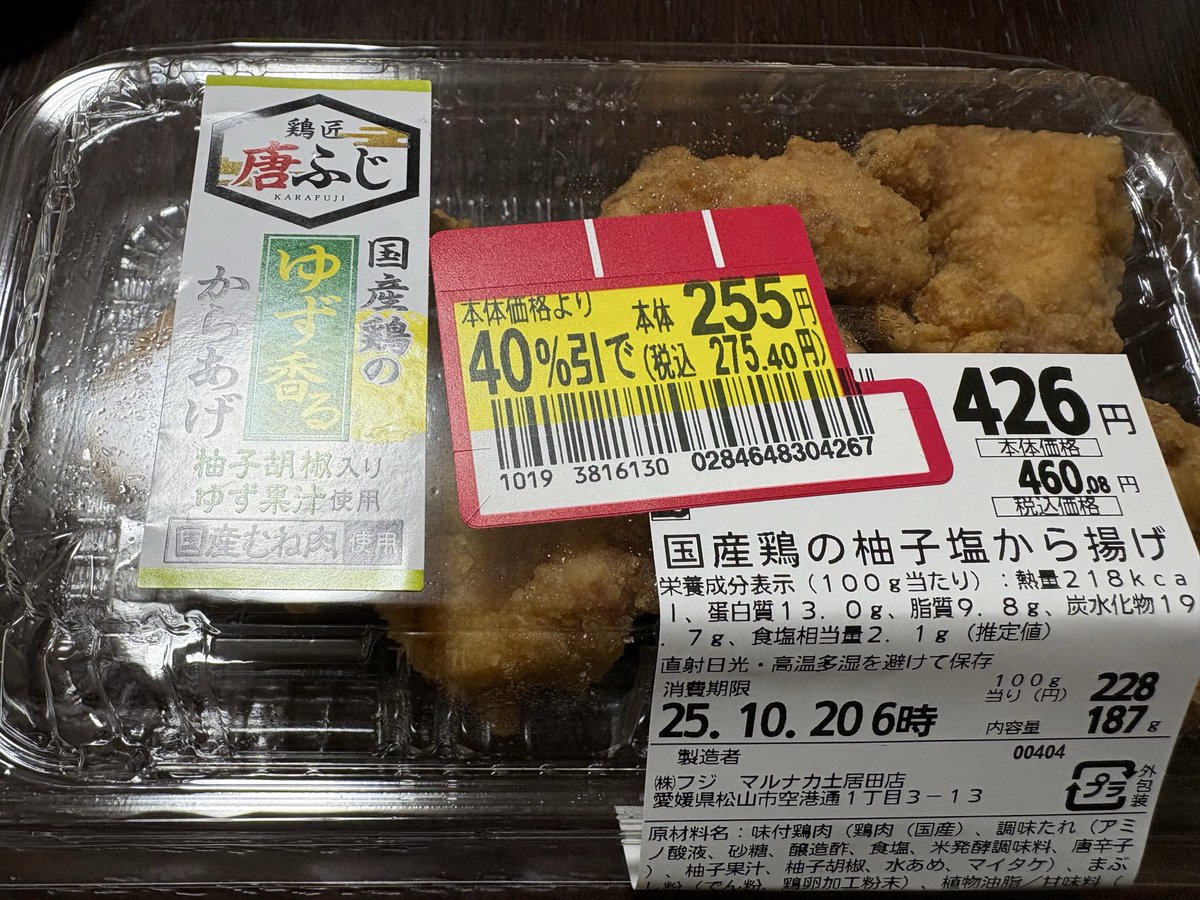 鶏匠
唐ふじ
KARAFUJI
国産鶏の
ゆず香る
からあげ
柚子胡椒入り
ゆず果汁使用
国産むね肉使用
本体価格より
40%引で
本体 255円
(税込 275.40円)
1019 3816130 0284648304267
426円
本体価格
460.08円
税込価格
国産鶏の柚子塩から揚げ
栄養成分表示(100g当たり):熱量218kca
l、蛋白質13.0g、脂質9.8g、炭水化物19
.7g、食塩相当量2.1g(推定値)
直射日光・高温多湿を避けて保存
消費期限
25.10.20 6時
100g
当り(円) 228
内容量 187g
製造者 00404
㈱フジ マルナカ土居田店
愛媛県松山市空港通1丁目3-13
プラ
外包装
原材料名:味付鶏肉(鶏肉(国産)、調味たれ(アミ
ノ酸液、砂糖、醸造酢、食塩、米発酵調味料、唐辛子
)、柚子果汁、柚子胡椒、水あめ、マイタケ)、まぶ
し粉(でん粉、鶏卵加工粉末)、植物油脂/甘味料(